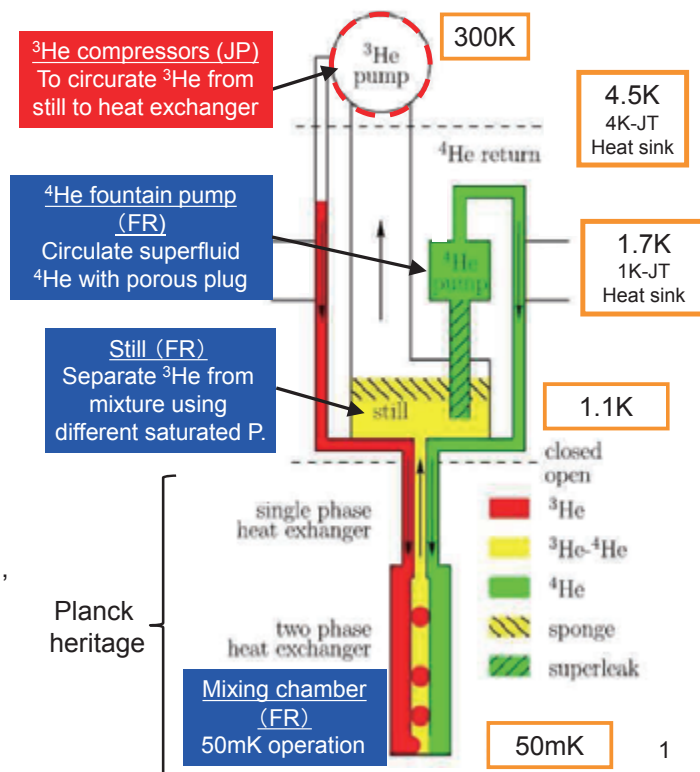 ³He compressors (JP)
To circurate ³He from
still to heat exchanger
³He
pump
300K
4.5K
4K-JT
Heat sink
⁴He return
⁴He fountain pump
(FR)
Circulate superfluid
⁴He with porous plug
⁴He
pump
1.7K
1K-JT
Heat sink
Still (FR)
Separate ³He from
mixture using
different saturated P.
still
1.1K
closed
open
single phase
heat exhanger
³He
³He-⁴He
⁴He
sponge
superleak
,
Planck
heritage
two phase
heat exchanger
Mixing chamber
(FR)
50mK operation
50mK
1